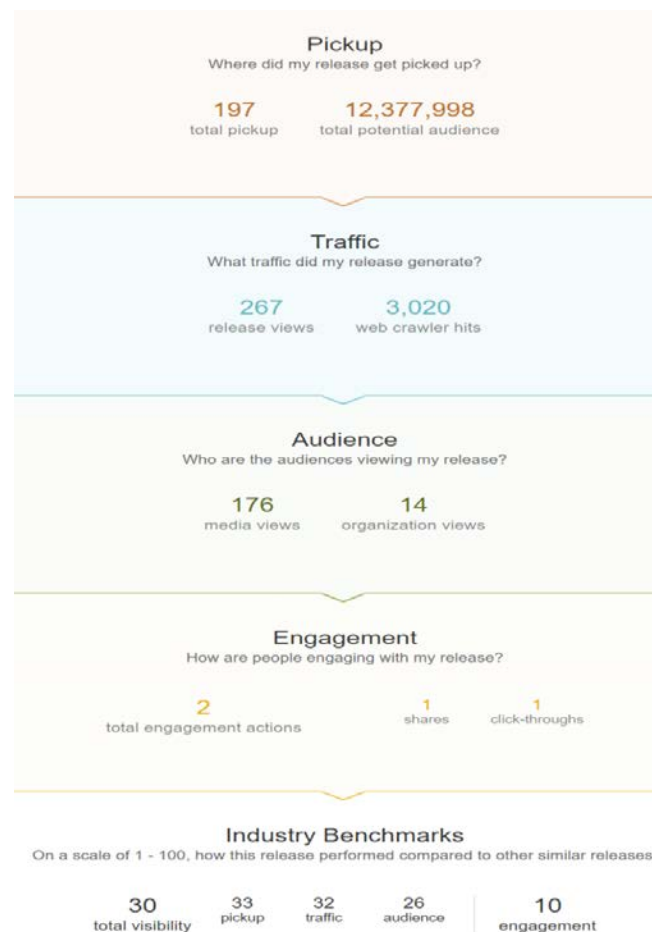 Pickup
Where did my release get picked up?
197 12,377,998
total pickup total potential audience
Traffic
What traffic did my release generate?
267 3,020
release views web crawler hits
Audience
Who are the audiences viewing my release?
176 14
media views organization views
Engagement
How are people engaging with my release?
2 1 1
total engagement actions shares click-throughs
Industry Benchmarks
On a scale of 1 - 100, how this release performed compared to other similar releases
30 33 32 26 10
total visibility pickup traffic audience engagement